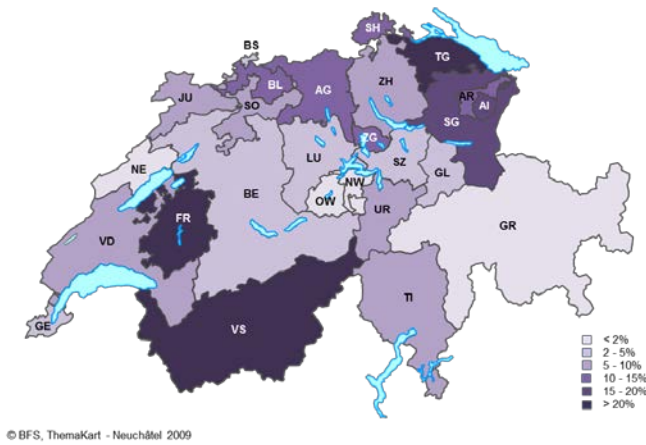 SH
BS
TG
BL
AG
ZH
JU
SO
AR
AI
SG
ZG
NE
LU
SZ
BE
NW
GL
OW
FR
UR
VD
GR
TI
GE
VS
< 2%
2 - 5%
5 - 10%
10 - 15%
15 - 20%
> 20%
© BFS, ThemaKart - Neuchâtel 2009